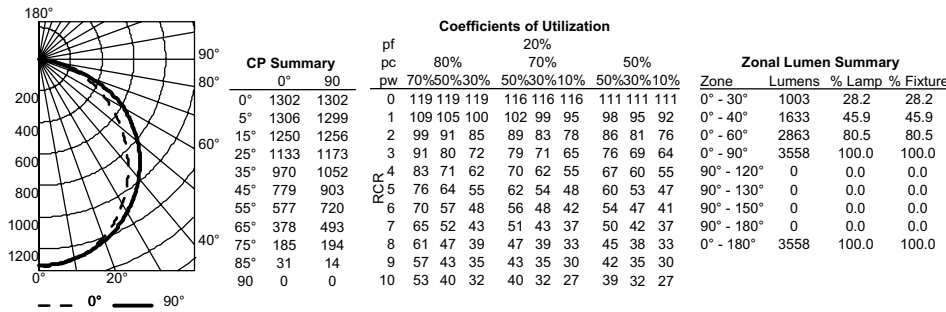 180°
90°
80°
60°
40°
200
400
600
800
1000
1200
0° 20°
0° 90°
CP Summary
0° 90
0° 1302 1302
5° 1306 1299
15° 1250 1256
25° 1133 1173
35° 970 1052
45° 779 903
55° 577 720
65° 378 493
75° 185 194
85° 31 14
90 0 0
Coefficients of Utilization
pf 20%
pc 80% 70% 50%
pw 70%50%30% 50%30%10% 50%30%10%
RCR
0 119 119 119 116 116 116 111 111 111
1 109 105 100 102 99 95 98 95 92
2 99 91 85 89 83 78 86 81 76
3 91 80 72 79 71 65 76 69 64
4 83 71 62 70 62 55 67 60 55
5 76 64 55 62 54 48 60 53 47
6 70 57 48 56 48 42 54 47 41
7 65 52 43 51 43 37 50 42 37
8 61 47 39 47 39 33 45 38 33
9 57 43 35 43 35 30 42 35 30
10 53 40 32 40 32 27 39 32 27
Zonal Lumen Summary
Zone Lumens % Lamp % Fixture
0° - 30° 1003 28.2 28.2
0° - 40° 1633 45.9 45.9
0° - 60° 2863 80.5 80.5
0° - 90° 3558 100.0 100.0
90° - 120° 0 0.0 0.0
90° - 130° 0 0.0 0.0
90° - 150° 0 0.0 0.0
90° - 180° 0 0.0 0.0
0° - 180° 3558 100.0 100.0